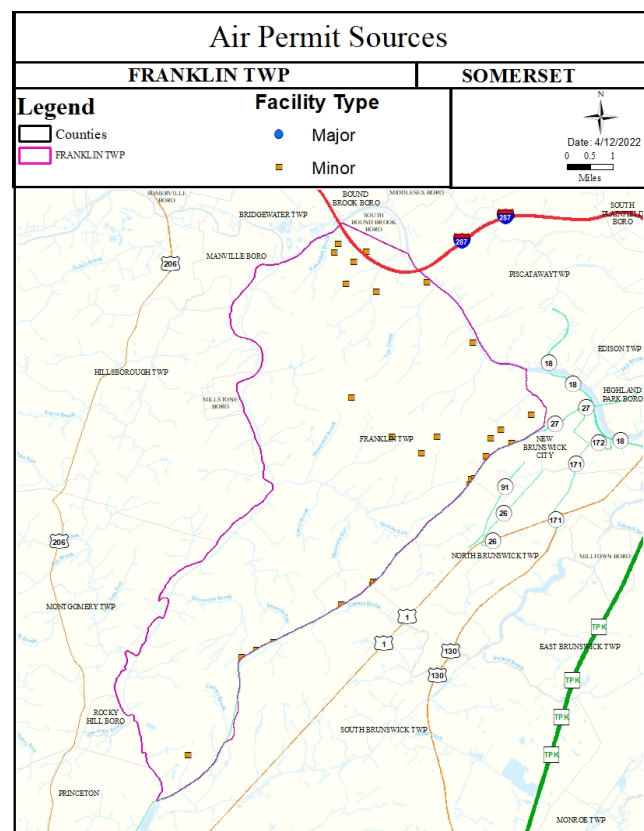 Air Permit Sources
FRANKLIN TWP
SOMERSET
Legend
Counties
FRANKLIN TWP
Facility Type
Major
Minor
N
Date: 4/12/2022
0 0.5 1
Miles
SOMERVILLE
BORO
BOUND
BROOK BORO
MIDDLESEX BORO
SOUTH
PLAINFIELD
BORO
BRIDGEWATER TWP
SOUTH
BOUND BROOK
BORO
287
287
206
MANVILLE BORO
PISCATAWAYTWP
EDISON TWP
18
HILLSBOROUGH TWP
18
HIGHLAND
PARK BORO
MILLSTONE
BORO
27
27
FRANKLIN TWP
NEW
BRUNSWICK
CITY
172
18
171
91
26
171
206
26
NORTH BRUNSWICK TWP
MILLTOWN BORO
MONTGOMERY TWP
1
TPK
1
130
EAST BRUNSWICK TWP
130
TPK
ROCKY
HILL BORO
TPK
SOUTH BRUNSWICK TWP
TPK
PRINCETON
MONROE TWP